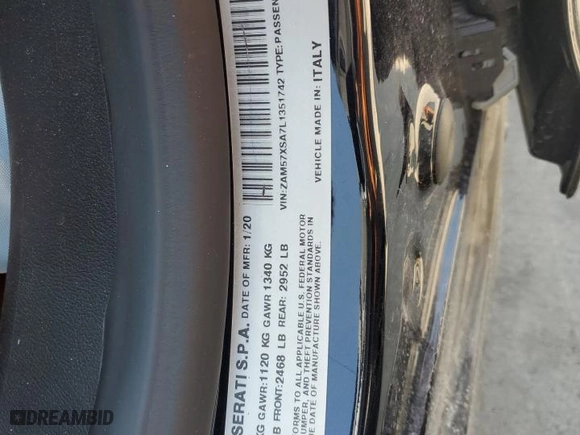 SERATI S.P.A. DATE OF MFR: 1/20
KG GAWR:1120 KG GAWR 1340 KG
B FRONT:2468 LB REAR: 2952 LB
ORMS TO ALL APPLICABLE U.S. FEDERAL MOTOR
UMPER, AND THEFT PREVENTION STANDARDS IN
HE DATE OF MANUFACTURE SHOWN ABOVE.
VIN:ZAM57XSA7L1351742 TYPE:PASSEN
VEHICLE MADE IN: ITALY
DREAMBID